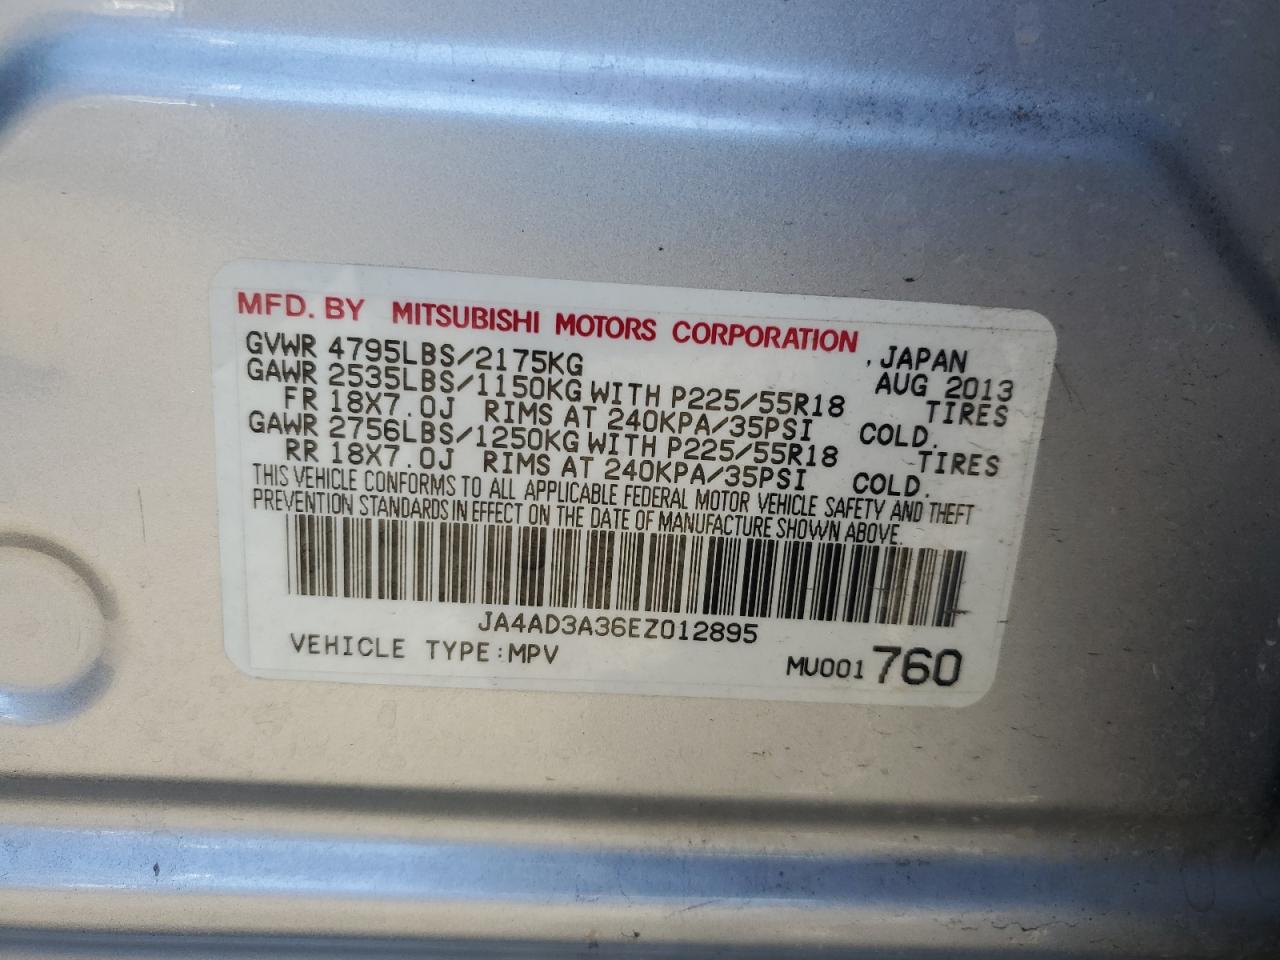 MFD. BY MITSUBISHI MOTORS CORPORATION , JAPAN
GVWR 4795LBS/2175KG AUG 2013
GAWR 2535LBS/1150KG WITH P225/55R18 TIRES
FR 18X7.0J RIMS AT 240KPA/35PSI COLD.
GAWR 2756LBS/1250KG WITH P225/55R18 TIRES
RR 18X7.0J RIMS AT 240KPA/35PSI COLD.
THIS VEHICLE CONFORMS TO ALL APPLICABLE FEDERAL MOTOR VEHICLE SAFETY AND THEFT
PREVENTION STANDARDS IN EFFECT ON THE DATE OF MANUFACTURE SHOWN ABOVE.
JA4AD3A36EZ012895
VEHICLE TYPE:MPV MU001760